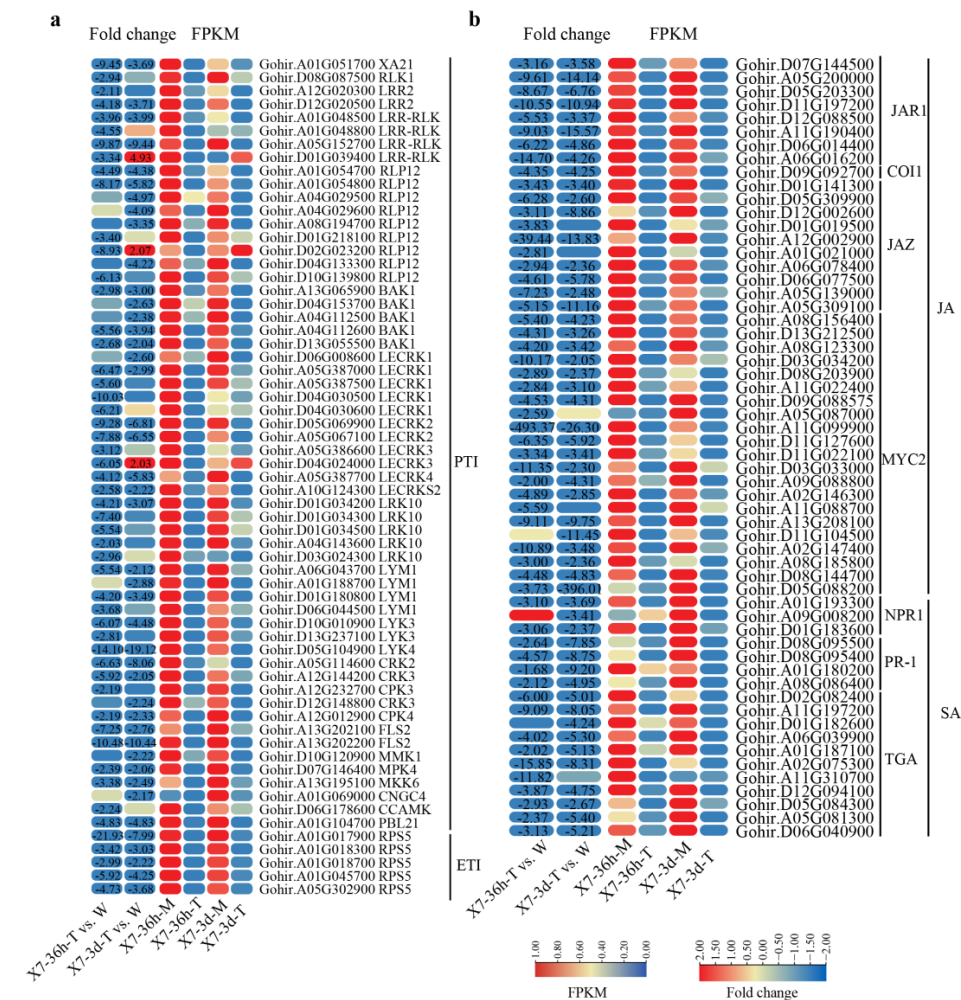 a
Fold change FPKM
-9.45 -3.69 Gohir.A01G051700 XA21
-2.94 Gohir.D08G087500 RLK1
-2.11 Gohir.A12G020300 LRR2
-4.18 -3.71 Gohir.D12G020500 LRR2
-3.96 -3.99 Gohir.A01G048500 LRR-RLK
-4.55 Gohir.A01G048800 LRR-RLK
-9.87 -9.44 Gohir.A05G152700 LRR-RLK
-3.34 4.93 Gohir.D01G039400 LRR-RLK
-4.49 -4.38 Gohir.A01G054700 RLP12
-8.17 -5.82 Gohir.A01G054800 RLP12
-4.97 Gohir.A04G029500 RLP12
-4.09 Gohir.A04G029600 RLP12
-3.35 Gohir.A08G194700 RLP12
-3.40 Gohir.D01G218100 RLP12
-8.93 2.07 Gohir.D02G023200 RLP12
-4.22 Gohir.D04G133300 RLP12
-6.13 Gohir.D10G139800 RLP12
-2.98 -3.00 Gohir.A13G065900 BAK1
-2.63 Gohir.D04G153700 BAK1
-2.38 Gohir.A04G112500 BAK1
-5.56 -3.94 Gohir.A04G112600 BAK1
-2.68 -2.04 Gohir.D13G055500 BAK1
-2.60 Gohir.D06G008600 LECRK1
-6.47 -2.99 Gohir.A05G387000 LECRK1
-5.60 Gohir.A05G387500 LECRK1
-10.03 Gohir.D04G030500 LECRK1
-6.21 Gohir.D04G030600 LECRK1
-9.28 -6.81 Gohir.D05G069900 LECRK2
-7.88 -6.55 Gohir.A05G067100 LECRK2
-3.12 Gohir.A05G386600 LECRK3
-6.05 2.03 Gohir.D04G024000 LECRK3
-4.12 -5.83 Gohir.A05G387700 LECRK4
-2.58 -2.22 Gohir.A10G124300 LECRKS2
-4.21 -3.07 Gohir.D01G034200 LRK10
-7.40 Gohir.D01G034300 LRK10
-5.54 Gohir.D01G034500 LRK10
-2.03 Gohir.A04G143600 LRK10
-2.96 Gohir.D03G024300 LRK10
-5.54 -2.12 Gohir.A06G043700 LYM1
-2.88 Gohir.A01G188700 LYM1
-4.20 -3.49 Gohir.D01G180800 LYM1
-3.68 Gohir.D06G044500 LYM1
-6.07 -4.48 Gohir.D10G010900 LYK3
-2.81 Gohir.D13G237100 LYK3
-14.10 -19.12 Gohir.D05G104900 LYK4
-6.63 -8.06 Gohir.A05G114600 CRK2
-5.92 -2.05 Gohir.A12G144200 CRK3
-2.19 Gohir.A12G232700 CPK3
-2.24 Gohir.D12G148800 CRK3
-2.19 -2.33 Gohir.A12G012900 CPK4
-7.25 -2.76 Gohir.A13G202100 FLS2
-10.48 -10.44 Gohir.A13G202200 FLS2
-2.22 Gohir.D10G120900 MMK1
-2.39 -2.06 Gohir.D07G146400 MPK4
-3.38 -2.49 Gohir.A13G195100 MKK6
-2.17 Gohir.A01G069000 CNGC4
-2.24 Gohir.D06G178600 CCAMK
-4.83 -4.83 Gohir.A01G104700 PBL21
-21.93 -7.99 Gohir.A01G017900 RPS5
-3.42 -3.03 Gohir.A01G018500 RPS5
-2.99 -2.22 Gohir.A01G018700 RPS5
-5.92 -4.25 Gohir.A01G045700 RPS5
-4.73 -3.68 Gohir.A05G302900 RPS5
PTI
ETI
X7-36h-T vs. W
X7-3d-T vs. W
X7-36h-M
X7-36h-T
X7-3d-M
X7-3d-T
b
Fold change FPKM
-3.16 -3.58 Gohir.D07G144500
-9.61 -14.14 Gohir.A05G200000
-8.67 -6.76 Gohir.D05G203300
-10.55 -10.94 Gohir.D11G197200
-5.53 -3.37 Gohir.D12G088500
-9.03 -15.57 Gohir.A11G190400
-6.22 -4.86 Gohir.D06G014400
-14.70 -4.26 Gohir.A06G016200
-4.35 -4.25 Gohir.D09G092700
-3.43 -3.40 Gohir.D01G141300
-6.28 -2.60 Gohir.D05G309900
-3.11 -8.86 Gohir.D12G002600
-3.83 Gohir.D01G019500
-39.44 -13.83 Gohir.A12G002900
-2.81 Gohir.A01G021000
-2.94 -2.36 Gohir.A06G078400
-4.61 -5.78 Gohir.D06G077500
-7.23 -2.48 Gohir.A05G139000
-5.15 -11.16 Gohir.A05G309100
-5.40 -4.23 Gohir.A08G156400
-4.31 -3.26 Gohir.D13G212500
-4.20 -3.42 Gohir.A08G123300
-10.17 -2.05 Gohir.D03G034200
-2.89 -2.37 Gohir.D08G203900
-2.84 -3.10 Gohir.A11G022400
-4.53 -4.31 Gohir.D09G088575
-2.59 Gohir.A05G087000
-493.37 -26.30 Gohir.A11G099900
-6.35 -5.92 Gohir.D11G127600
-3.34 -3.41 Gohir.D11G022100
-11.35 -2.30 Gohir.D03G033000
-2.00 -4.31 Gohir.A09G088800
-4.89 -2.85 Gohir.A02G146300
-5.59 Gohir.A11G088700
-9.11 -9.75 Gohir.A13G208100
-11.45 Gohir.D11G104500
-10.89 -3.48 Gohir.A02G147400
-3.00 -2.36 Gohir.A08G185800
-4.48 -4.83 Gohir.D08G144700
-3.73 -396.01 Gohir.D05G088200
-3.10 -3.69 Gohir.A01G193300
-3.41 Gohir.A09G008200
-3.06 -2.37 Gohir.D01G183600
-2.64 -7.85 Gohir.D08G095500
-4.57 -8.75 Gohir.D08G095400
-1.68 -9.20 Gohir.A01G180200
-2.12 -4.95 Gohir.A08G086400
-6.00 -5.01 Gohir.D02G082400
-9.09 -8.05 Gohir.A11G197200
-4.24 Gohir.D01G182600
-4.02 -5.30 Gohir.A06G039900
-2.02 -5.13 Gohir.A01G187100
-15.85 -8.31 Gohir.A02G075300
-11.82 Gohir.A11G310700
-3.87 -4.75 Gohir.D12G094100
-2.93 -2.67 Gohir.D05G084300
-2.37 -5.40 Gohir.A05G081300
-3.13 -5.21 Gohir.D06G040900
JAR1
COI1
JAZ
MYC2
NPR1
PR-1
TGA
JA
SA
X7-36h-T vs. W
X7-3d-T vs. W
X7-36h-M
X7-36h-T
X7-3d-M
X7-3d-T
1.00 0.80 0.60 0.40 0.20 0.00
FPKM
2.00 1.50 1.00 0.50 0.00 -0.50 -1.00 -1.50 -2.00
Fold change